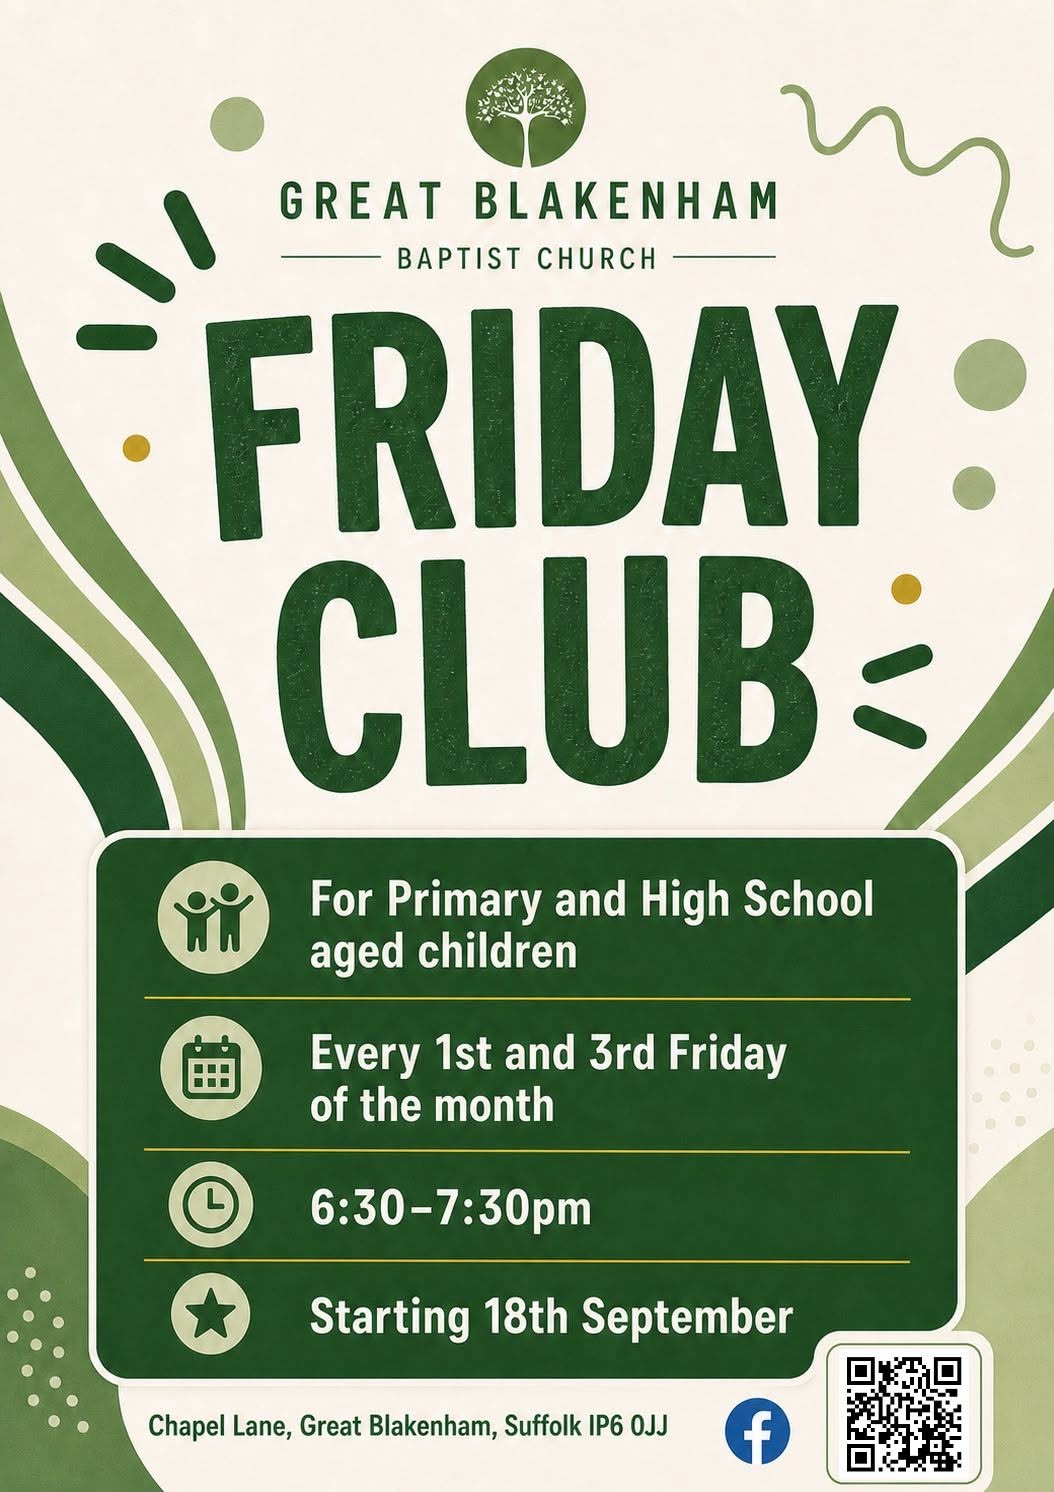 GREAT BLAKENHAM
BAPTIST CHURCH
FRIDAY
CLUB
For Primary and High School
aged children
Every 1st and 3rd Friday
of the month
6:30–7:30pm
Starting 18th September
Chapel Lane, Great Blakenham, Suffolk IP6 0JJ